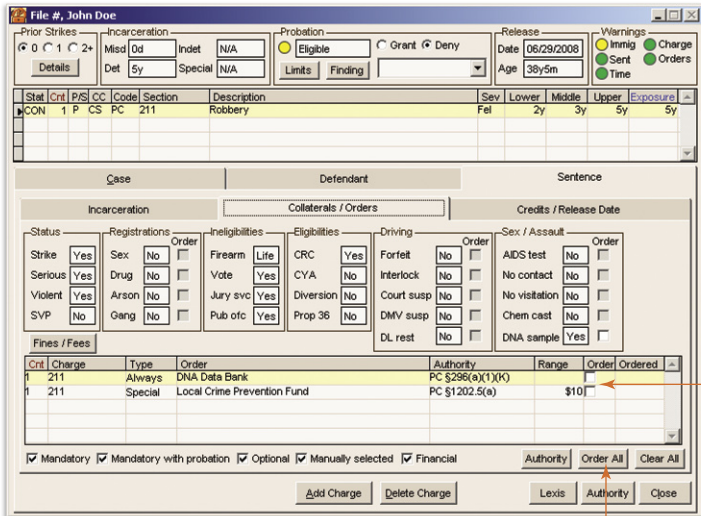 File #, John Doe
Prior Strikes Incarceration Probation Release Warnings
0 1 2+ Misd 0d Indet N/A Eligible Grant Deny Date 06/29/2008 Immig Charge
Sent Orders
Details Det 5y Special N/A Limits Finding Age 38y5m Time
Stat Cnt P/S CC Code Section Description Sev Lower Middle Upper Exposure
CON 1 P CS PC 211 Robbery Fel 2y 3y 5y 5y
Case Defendant Sentence
Incarceration Collaterals / Orders Credits / Release Date
Status Registrations Order Ineligibilities Eligibilities Driving Order Sex / Assault Order
Strike Yes Sex No Firearm Life CRC Yes Forfeit No AIDS test No
Serious Yes Drug No Vote Yes CYA No Interlock No No contact No
Violent Yes Arson No Jury svc Yes Diversion No Court susp No No visitation No
SVP No Gang No Pub ofc Yes Prop 36 No DMV susp No Chem cast No
DL rest No DNA sample Yes
Fines / Fees
Cnt Charge Type Order Authority Range Order Ordered
1 211 Always DNA Data Bank PC §296(a)(1)(K)
1 211 Special Local Crime Prevention Fund PC §1202.5(a) $10
Mandatory Mandatory with probation Optional Manually selected Financial Authority Order All Clear All
Add Charge Delete Charge Lexis Authority Close